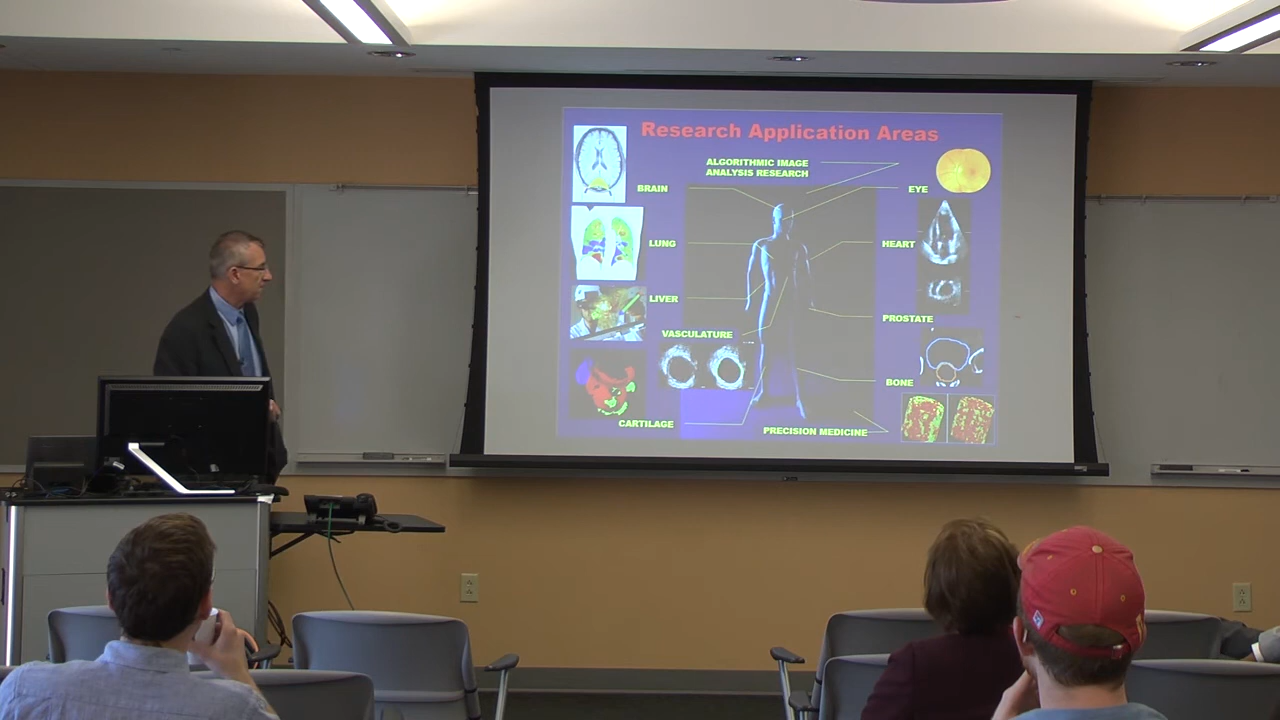 Research Application Areas
ALGORITHMIC IMAGE
ANALYSIS RESEARCH
BRAIN
EYE
LUNG
HEART
LIVER
PROSTATE
VASCULATURE
BONE
CARTILAGE
PRECISION MEDICINE